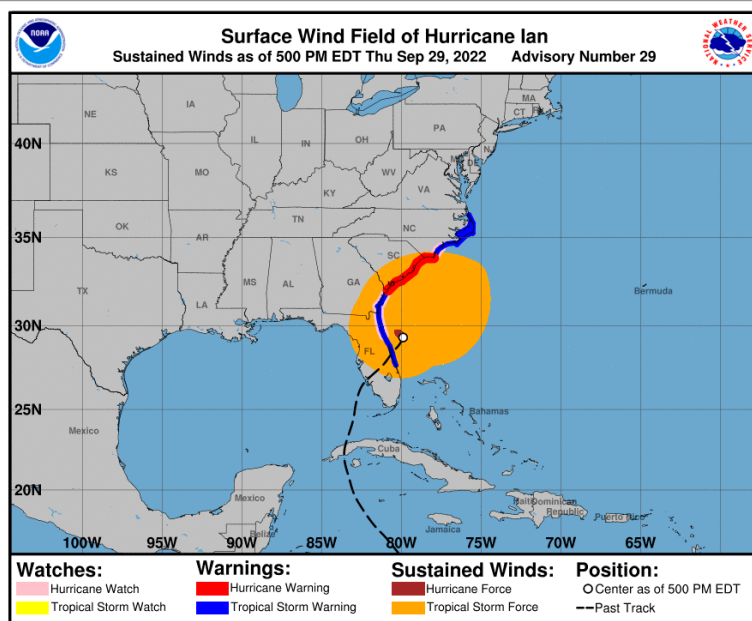 Surface Wind Field of Hurricane Ian
Sustained Winds as of 500 PM EDT Thu Sep 29, 2022 Advisory Number 29
NOAA
NATIONAL WEATHER SERVICE
NE
IA
IL
IN
OH
PA
MA
CT
NJ
DE
KS
MO
WV
VA
KY
OK
AR
TN
NC
SC
TX
LA
MS
AL
GA
FL
40N
35N
30N
25N
20N
Bermuda
Bahamas
Mexico
Cuba
Mexico
Belize
Haiti
Dominican
Republic
Puerto Rico
Jamaica
100W 95W 90W 85W 80W 75W 70W 65W
Watches: Warnings: Sustained Winds: Position:
Hurricane Watch Hurricane Warning Hurricane Force Center as of 500 PM EDT
Tropical Storm Watch Tropical Storm Warning Tropical Storm Force Past Track